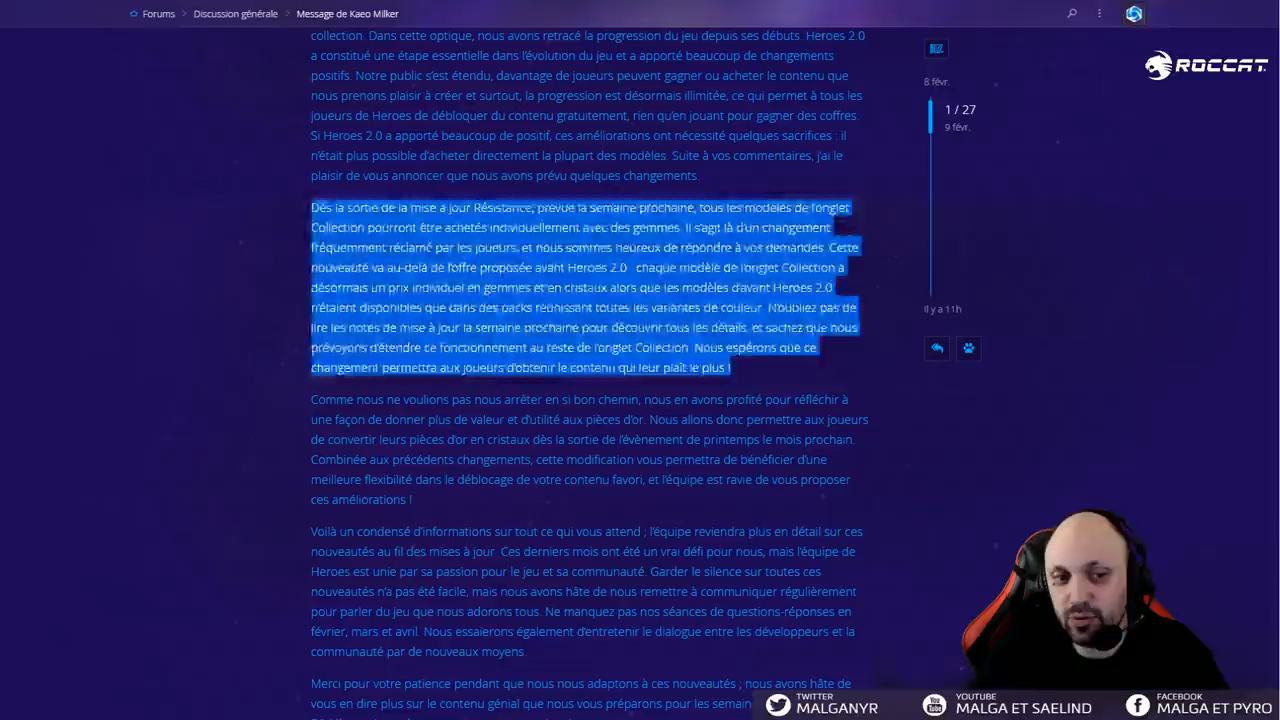 Forums
Discussion générale
Message de Kaeo Milker
collection. Dans cette optique, nous avons retracé la progression du jeu depuis ses débuts. Heroes 2.0
a constitué une étape essentielle dans l'évolution du jeu et a apporté beaucoup de changements
positifs. Notre public s'est étendu, davantage de joueurs peuvent gagner ou acheter le contenu que
nous prenons plaisir à créer et surtout, la progression est désormais illimitée, ce qui permet à tous les
joueurs de Heroes de débloquer du contenu gratuitement, rien qu'en jouant pour gagner des coffres.
Si Heroes 2.0 a apporté beaucoup de positif, ces améliorations ont nécessité quelques sacrifices : il
n'était plus possible d'acheter directement la plupart des modèles. Suite à vos commentaires, j'ai le
plaisir de vous annoncer que nous avons prévu quelques changements.
Dès la sortie de la mise à jour Résistance, prévue la semaine prochaine, tous les modèles de l'onglet
Collection pourront être achetés individuellement avec des gemmes. Il s'agit là d'un changement
fréquemment réclamé par les joueurs, et nous sommes heureux de répondre à vos demandes. Cette
nouveauté va au-delà de l'offre proposée avant Heroes 2.0 : chaque modèle de l'onglet Collection a
désormais un prix individuel en gemmes et en cristaux alors que les modèles d'avant Heroes 2.0
n'étaient disponibles que dans des packs réunissant toutes les variantes de couleur. N'oubliez pas de
lire les notes de mise à jour la semaine prochaine pour découvrir tous les détails, et sachez que nous
prévoyons d'étendre ce fonctionnement au reste de l'onglet Collection. Nous espérons que ce
changement permettra aux joueurs d'obtenir le contenu qui leur plaît le plus !
Comme nous ne voulions pas nous arrêter en si bon chemin, nous en avons profité pour réfléchir à
une façon de donner plus de valeur et d'utilité aux pièces d'or. Nous allons donc permettre aux joueurs
de convertir leurs pièces d'or en cristaux dès la sortie de l'évènement de printemps le mois prochain.
Combinée aux précédents changements, cette modification vous permettra de bénéficier d'une
meilleure flexibilité dans le déblocage de votre contenu favori, et l'équipe est ravie de vous proposer
ces améliorations !
Voilà un condensé d'informations sur tout ce qui vous attend ; l'équipe reviendra plus en détail sur ces
nouveautés au fil des mises à jour. Ces derniers mois ont été un vrai défi pour nous, mais l'équipe de
Heroes est unie par sa passion pour le jeu et sa communauté. Garder le silence sur toutes ces
nouveautés n'a pas été facile, mais nous avons hâte de nous remettre à communiquer régulièrement
pour parler du jeu que nous adorons tous. Ne manquez pas nos séances de questions-réponses en
février, mars et avril. Nous essaierons également d'entretenir le dialogue entre les développeurs et la
communauté par de nouveaux moyens.
Merci pour votre patience pendant que nous nous adaptons à ces nouveautés ; nous avons hâte de
vous en dire plus sur le contenu génial que nous vous préparons pour les semain
8 févr.
1 / 27
9 févr.
Il y a 11h
ROCCAT
TWITTER
MALGANYR
YOUTUBE
MALGA ET SAELIND
FACEBOOK
MALGA ET PYRO